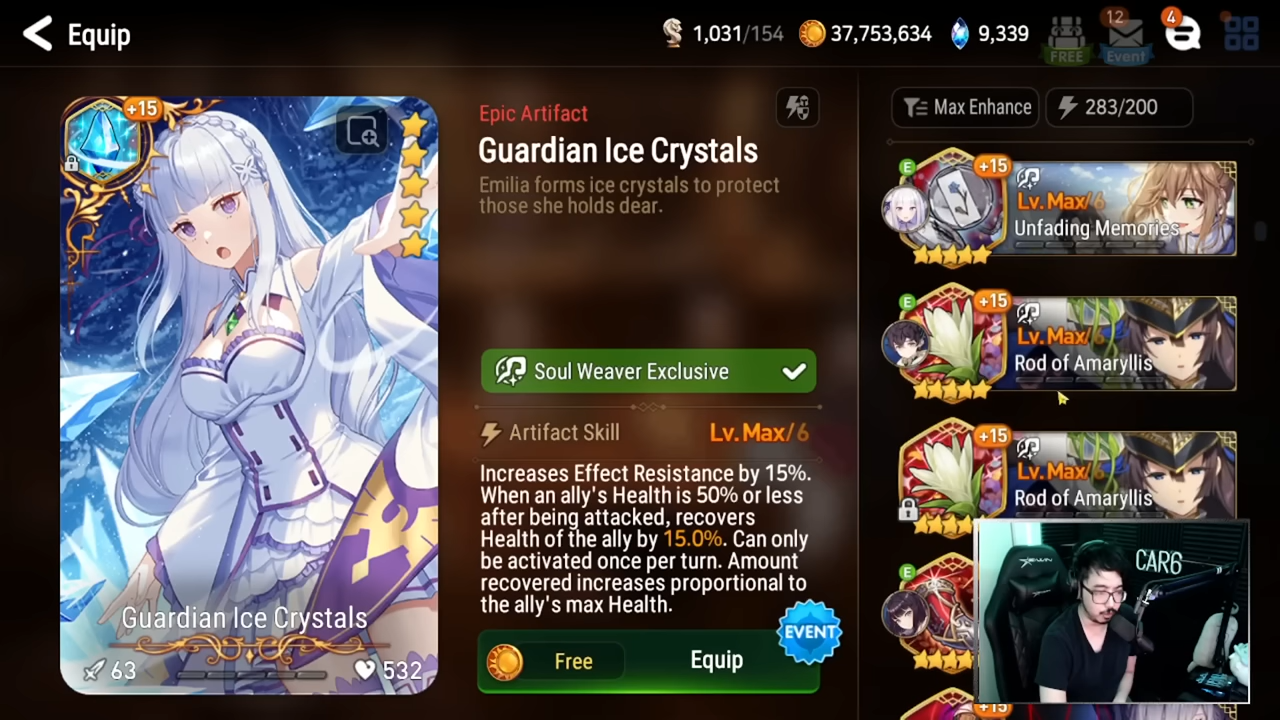 Equip
1,031/154
37,753,634
9,339
FREE
12
Event
4
+15
Guardian Ice Crystals
63
532
Epic Artifact
Guardian Ice Crystals
Emilia forms ice crystals to protect
those she holds dear.
Soul Weaver Exclusive
Artifact Skill
Lv.Max/6
Increases Effect Resistance by 15%.
When an ally's Health is 50% or less
after being attacked, recovers
Health of the ally by 15.0%. Can only
be activated once per turn. Amount
recovered increases proportional to
the ally's max Health.
EVENT
Free
Equip
Max Enhance
283/200
E
+15
Lv.Max/6
Unfading Memories
E
+15
Lv.Max/6
Rod of Amaryllis
+15
Lv.Max/6
Rod of Amaryllis
E
CAR6
+15